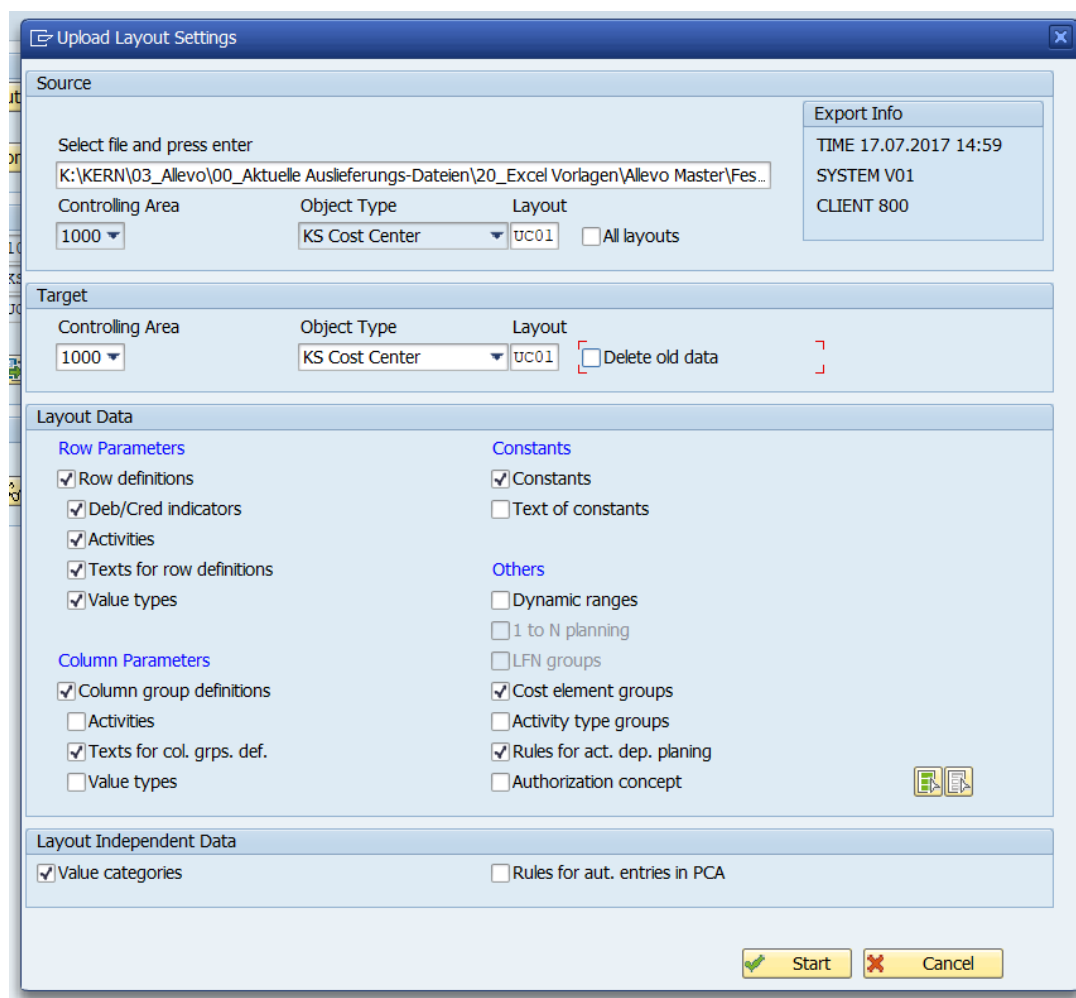 Upload Layout Settings
Source
Export Info
Select file and press enter
TIME 17.07.2017 14:59
K:\KERN\03_Allevo\00_Aktuelle Auslieferungs-Dateien\20_Excel Vorlagen\Allevo Master\Fes...
SYSTEM V01
Controlling Area Object Type Layout
CLIENT 800
1000 KS Cost Center UC01 All layouts
Target
Controlling Area Object Type Layout
1000 KS Cost Center UC01 Delete old data
Layout Data
Row Parameters
Row definitions
Deb/Cred indicators
Activities
Texts for row definitions
Value types
Column Parameters
Column group definitions
Activities
Texts for col. grps. def.
Value types
Constants
Constants
Text of constants
Others
Dynamic ranges
1 to N planning
LFN groups
Cost element groups
Activity type groups
Rules for act. dep. planing
Authorization concept
Layout Independent Data
Value categories
Rules for aut. entries in PCA
Start
Cancel